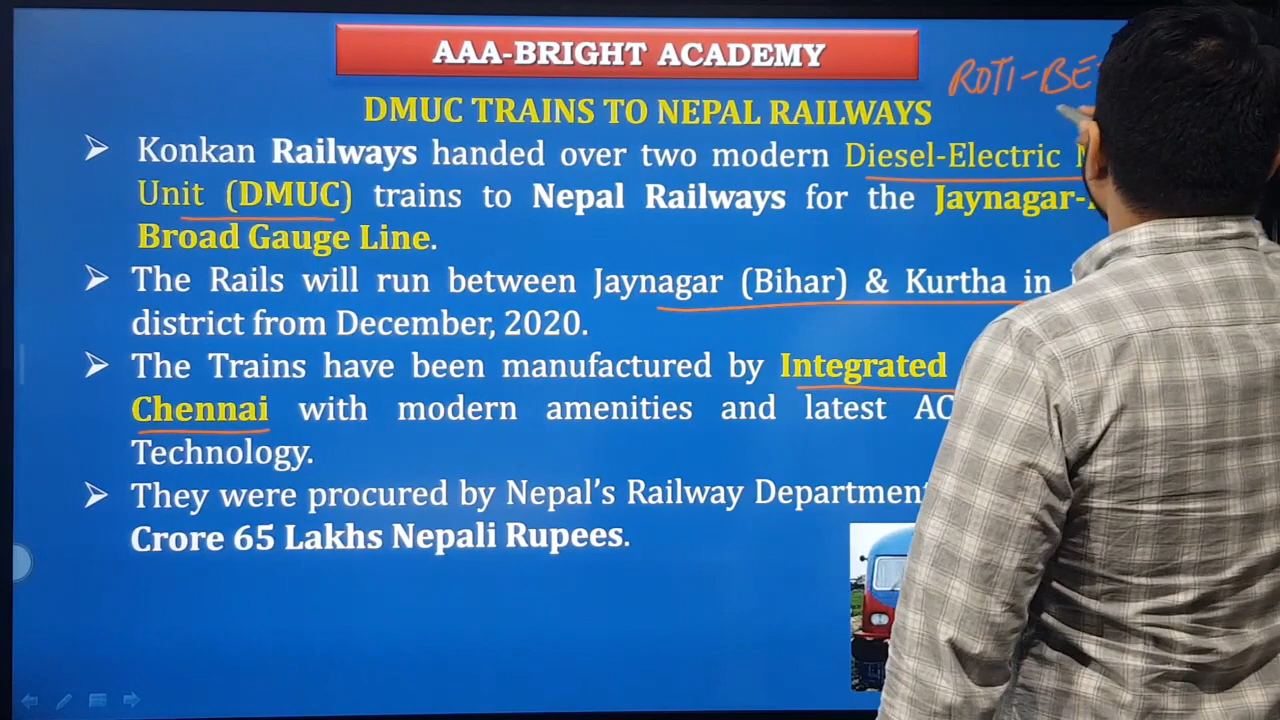 AAA-BRIGHT ACADEMY
ROTI-BE
DMUC TRAINS TO NEPAL RAILWAYS
➤ Konkan Railways handed over two modern Diesel-Electric
Unit (DMUC) trains to Nepal Railways for the Jaynagar-
Broad Gauge Line.
➤ The Rails will run between Jaynagar (Bihar) & Kurtha in
district from December, 2020.
➤ The Trains have been manufactured by Integrated
Chennai with modern amenities and latest AC
Technology.
➤ They were procured by Nepal's Railway Department
Crore 65 Lakhs Nepali Rupees.